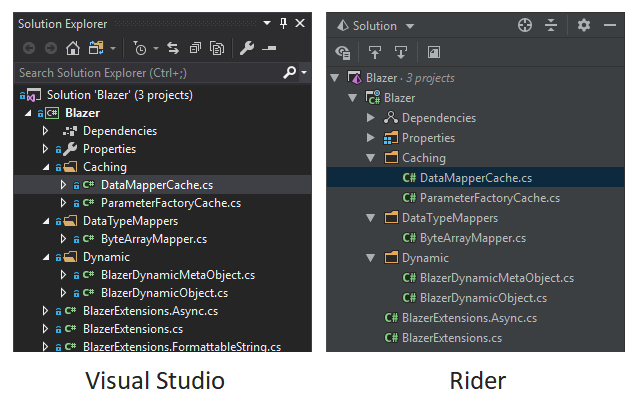 Solution Explorer
Search Solution Explorer (Ctrl+;)
Solution 'Blazer' (3 projects)
C# Blazer
Dependencies
Properties
Caching
C# DataMapperCache.cs
C# ParameterFactoryCache.cs
DataTypeMappers
C# ByteArrayMapper.cs
Dynamic
C# BlazerDynamicMetaObject.cs
C# BlazerDynamicObject.cs
C# BlazerExtensions.Async.cs
C# BlazerExtensions.cs
C# BlazerExtensions.FormattableString.cs
Visual Studio
Solution
Blazer · 3 projects
C# Blazer
Dependencies
Properties
Caching
C# DataMapperCache.cs
C# ParameterFactoryCache.cs
DataTypeMappers
C# ByteArrayMapper.cs
Dynamic
C# BlazerDynamicMetaObject.cs
C# BlazerDynamicObject.cs
C# BlazerExtensions.Async.cs
C# BlazerExtensions.cs
Rider